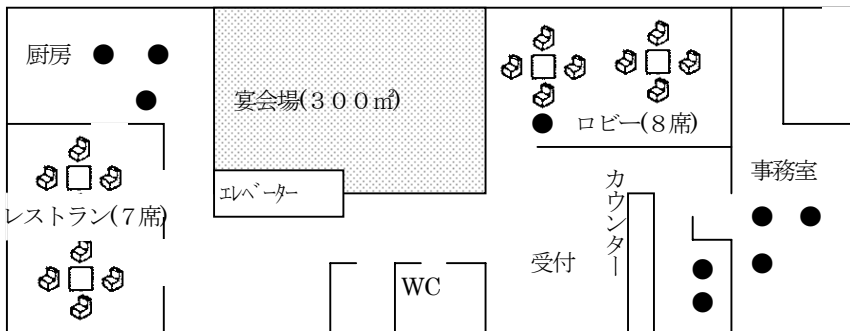 厨房
宴会場(３００㎡)
ロビー(８席)
事務室
エレベーター
レストラン(７席)
カウンター
受付
WC